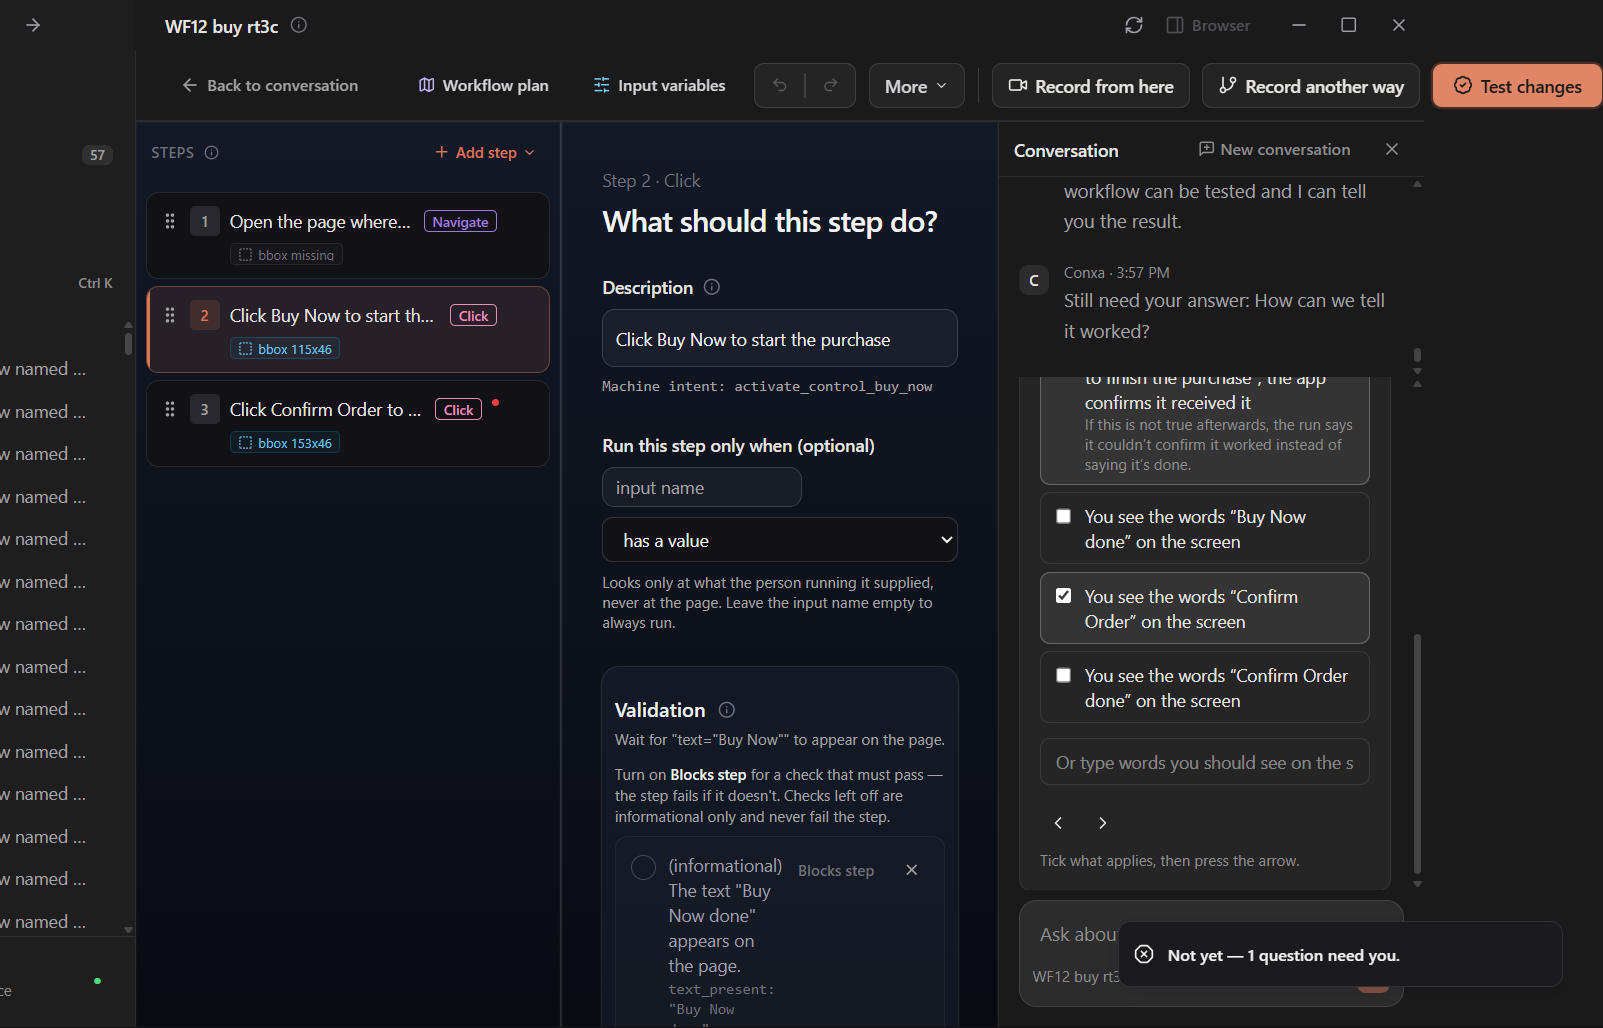 WF12 buy rt3c
Browser
Back to conversation
Workflow plan
Input variables
More
Record from here
Record another way
Test changes
57
Ctrl K
w named ...
w named ...
w named ...
w named ...
w named ...
w named ...
w named ...
w named ...
w named ...
w named ...
w named ...
w named ...
w named ...
w named ...
ce
STEPS
Add step
1
Open the page where...
Navigate
bbox missing
2
Click Buy Now to start th...
Click
bbox 115x46
3
Click Confirm Order to ...
Click
bbox 153x46
Step 2 · Click
What should this step do?
Description
Click Buy Now to start the purchase
Machine intent: activate_control_buy_now
Run this step only when (optional)
input name
has a value
Looks only at what the person running it supplied,
never at the page. Leave the input name empty to
always run.
Validation
Wait for "text="Buy Now"" to appear on the page.
Turn on Blocks step for a check that must pass —
the step fails if it doesn't. Checks left off are
informational only and never fail the step.
(informational)
The text "Buy
Now done"
appears on
the page.
Blocks step
text_present:
"Buy Now
Conversation
New conversation
workflow can be tested and I can tell
you the result.
C
Conxa · 3:57 PM
Still need your answer: How can we tell
it worked?
to finish the purchase", the app
confirms it received it
If this is not true afterwards, the run says
it couldn't confirm it worked instead of
saying it's done.
You see the words “Buy Now
done” on the screen
You see the words “Confirm
Order” on the screen
You see the words “Confirm Order
done” on the screen
Or type words you should see on the s
Tick what applies, then press the arrow.
Ask abou
WF12 buy rt3
Not yet — 1 question need you.